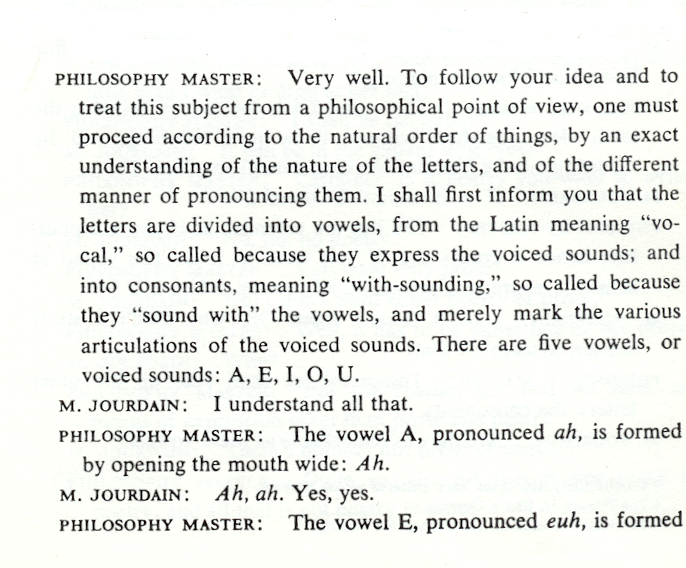 PHILOSOPHY MASTER: Very well. To follow your idea and to
treat this subject from a philosophical point of view, one must
proceed according to the natural order of things, by an exact
understanding of the nature of the letters, and of the different
manner of pronouncing them. I shall first inform you that the
letters are divided into vowels, from the Latin meaning “vo-
cal,” so called because they express the voiced sounds; and
into consonants, meaning “with-sounding,” so called because
they “sound with” the vowels, and merely mark the various
articulations of the voiced sounds. There are five vowels, or
voiced sounds: A, E, I, O, U.
M. JOURDAIN: I understand all that.
PHILOSOPHY MASTER: The vowel A, pronounced ah, is formed
by opening the mouth wide: Ah.
M. JOURDAIN: Ah, ah. Yes, yes.
PHILOSOPHY MASTER: The vowel E, pronounced euh, is formed